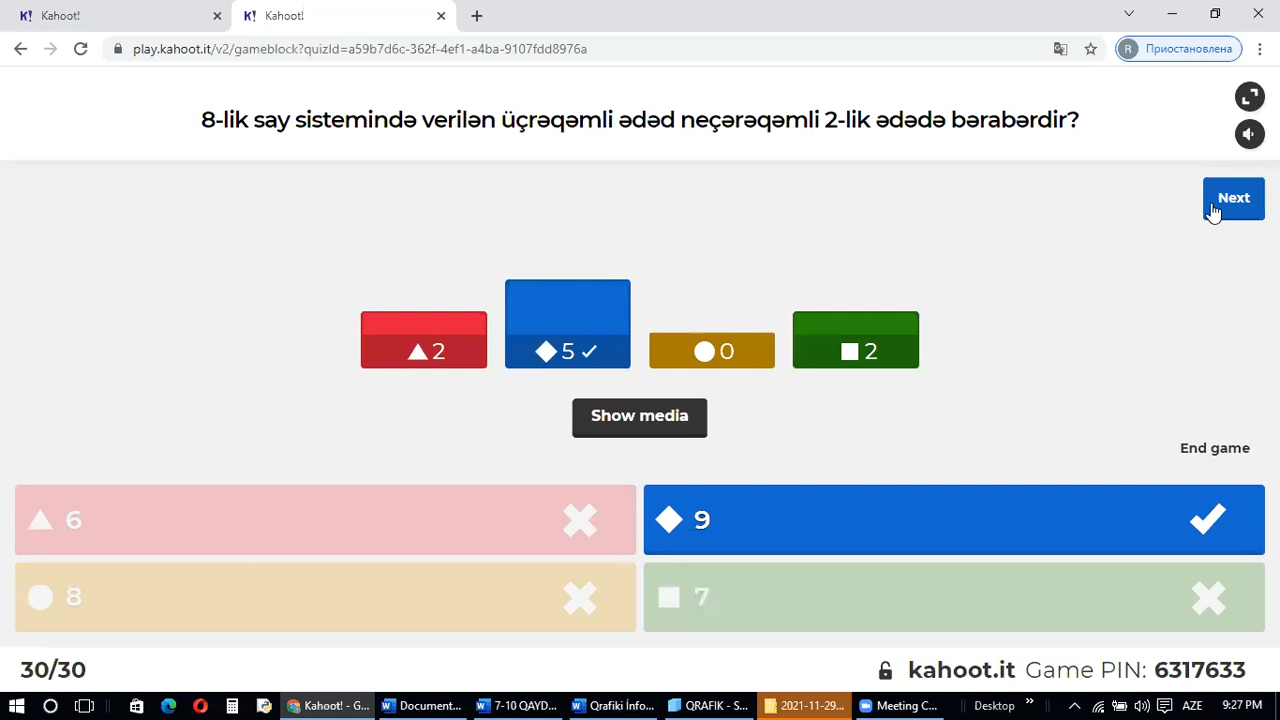 Kahoot!
Kahoot!
play.kahoot.it/v2/gameblock?quizId=a59b7d6c-362f-4ef1-a4ba-9107fdd8976a
R Приостановлена
8-lik say sistemində verilən üçrəqəmli ədəd neçərəqəmli 2-lik ədədə bərabərdir?
Next
2
5
0
2
Show media
End game
6
9
8
7
30/30
kahoot.it Game PIN: 6317633
Kahoot! - G...
Document...
7-10 QAYD...
Qrafiki İnfo...
QRAFIK - S...
2021-11-29...
Meeting C...
Desktop
AZE
9:27 PM